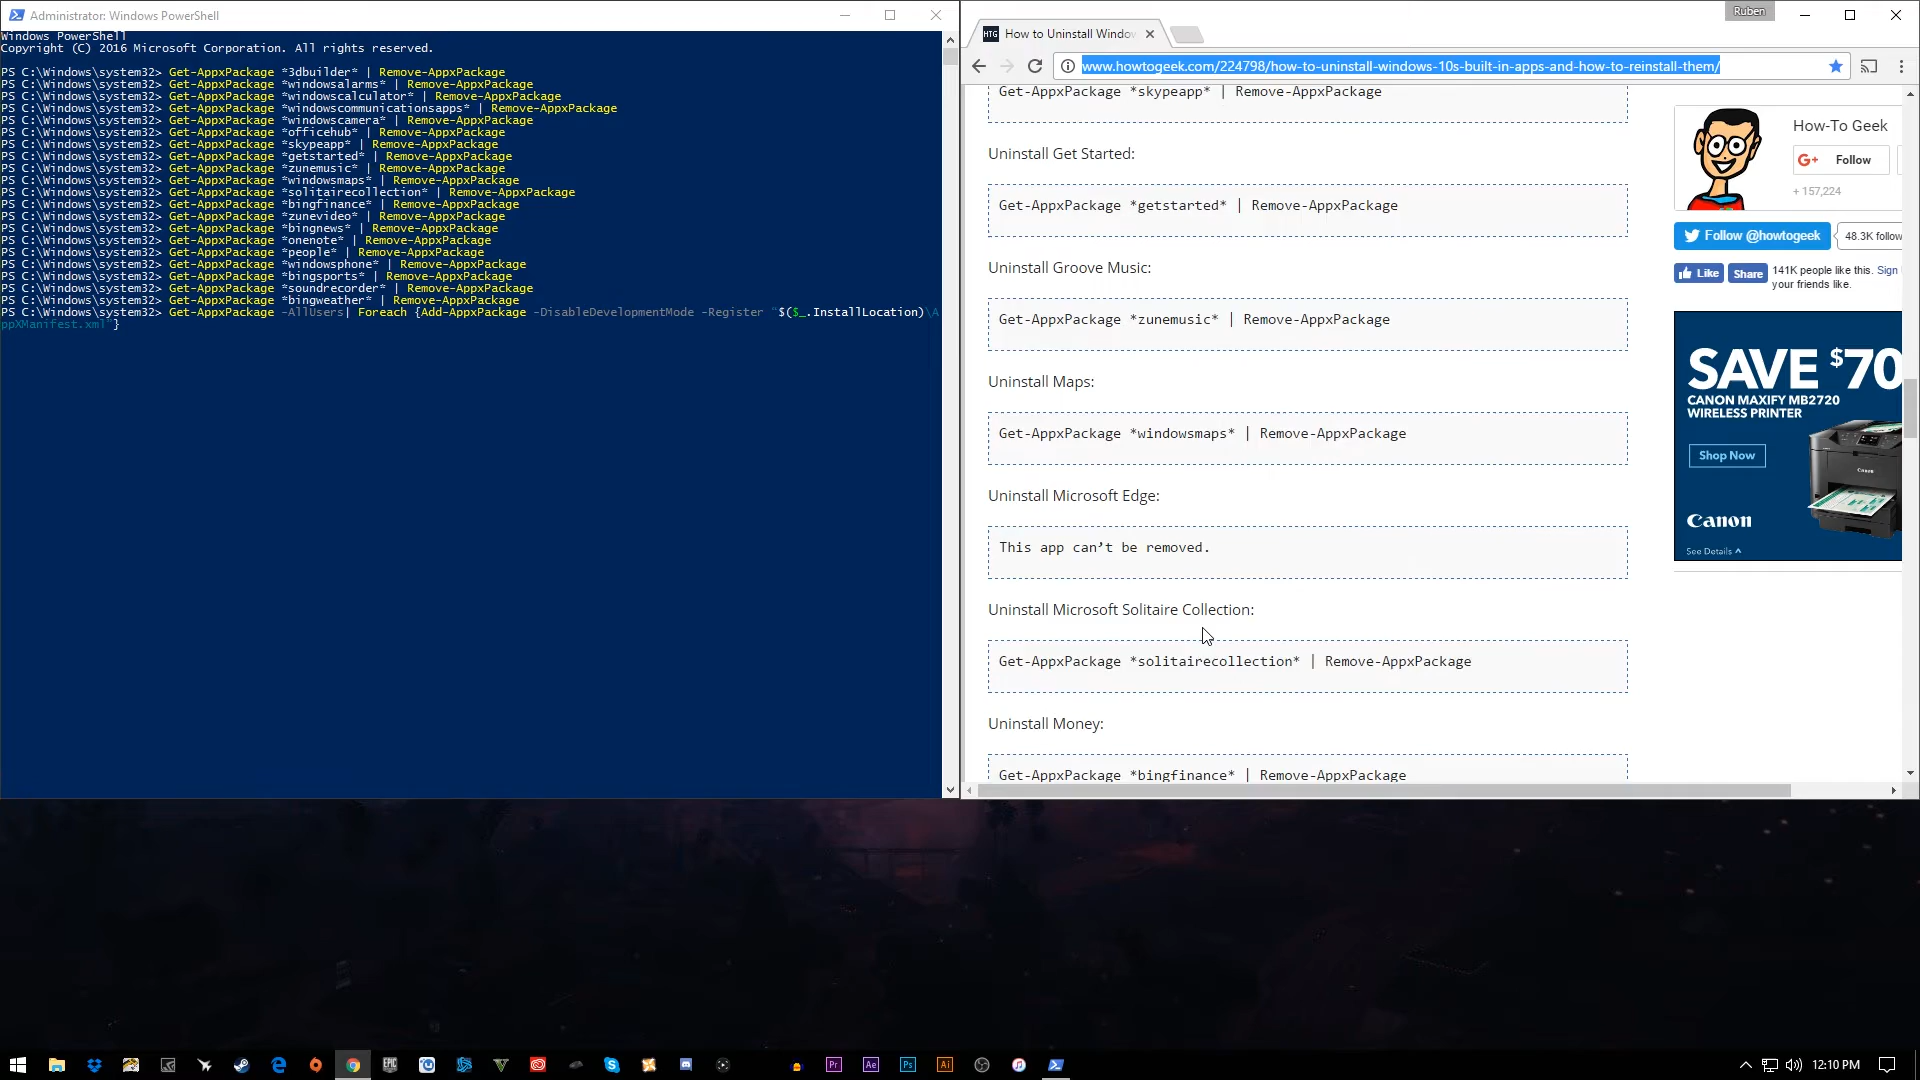 Administrator: Windows PowerShell
Windows PowerShell
Copyright (C) 2016 Microsoft Corporation. All rights reserved.
PS C:\Windows\system32> Get-AppxPackage *3dbuilder* | Remove-AppxPackage
PS C:\Windows\system32> Get-AppxPackage *windowsalarms* | Remove-AppxPackage
PS C:\Windows\system32> Get-AppxPackage *windowscalculator* | Remove-AppxPackage
PS C:\Windows\system32> Get-AppxPackage *windowscommunicationsapps* | Remove-AppxPackage
PS C:\Windows\system32> Get-AppxPackage *windowscamera* | Remove-AppxPackage
PS C:\Windows\system32> Get-AppxPackage *officehub* | Remove-AppxPackage
PS C:\Windows\system32> Get-AppxPackage *skypeapp* | Remove-AppxPackage
PS C:\Windows\system32> Get-AppxPackage *getstarted* | Remove-AppxPackage
PS C:\Windows\system32> Get-AppxPackage *zunemusic* | Remove-AppxPackage
PS C:\Windows\system32> Get-AppxPackage *windowsmaps* | Remove-AppxPackage
PS C:\Windows\system32> Get-AppxPackage *solitairecollection* | Remove-AppxPackage
PS C:\Windows\system32> Get-AppxPackage *bingfinance* | Remove-AppxPackage
PS C:\Windows\system32> Get-AppxPackage *zunevideo* | Remove-AppxPackage
PS C:\Windows\system32> Get-AppxPackage *bingnews* | Remove-AppxPackage
PS C:\Windows\system32> Get-AppxPackage *onenote* | Remove-AppxPackage
PS C:\Windows\system32> Get-AppxPackage *people* | Remove-AppxPackage
PS C:\Windows\system32> Get-AppxPackage *windowsphone* | Remove-AppxPackage
PS C:\Windows\system32> Get-AppxPackage *bingsports* | Remove-AppxPackage
PS C:\Windows\system32> Get-AppxPackage *soundrecorder* | Remove-AppxPackage
PS C:\Windows\system32> Get-AppxPackage *bingweather* | Remove-AppxPackage
PS C:\Windows\system32> Get-AppxPackage -AllUsers| Foreach {Add-AppxPackage -DisableDevelopmentMode -Register "$($_.InstallLocation)\A
ppXManifest.xml"}
Ruben
HTG How to Uninstall Window
www.howtogeek.com/224798/how-to-uninstall-windows-10s-built-in-apps-and-how-to-reinstall-them/
Get-AppxPackage *skypeapp* | Remove-AppxPackage
Uninstall Get Started:
Get-AppxPackage *getstarted* | Remove-AppxPackage
Uninstall Groove Music:
Get-AppxPackage *zunemusic* | Remove-AppxPackage
Uninstall Maps:
Get-AppxPackage *windowsmaps* | Remove-AppxPackage
Uninstall Microsoft Edge:
This app can’t be removed.
Uninstall Microsoft Solitaire Collection:
Get-AppxPackage *solitairecollection* | Remove-AppxPackage
Uninstall Money:
Get-AppxPackage *bingfinance* | Remove-AppxPackage
How-To Geek
G+ Follow
+ 157,224
Follow @howtogeek
48.3K follow
Like Share 141K people like this. Sign
your friends like.
SAVE $70
CANON MAXIFY MB2720
WIRELESS PRINTER
Shop Now
Canon
Canon
See Details
EPIC
Pr
Ae
Ps
Ai
12:10 PM